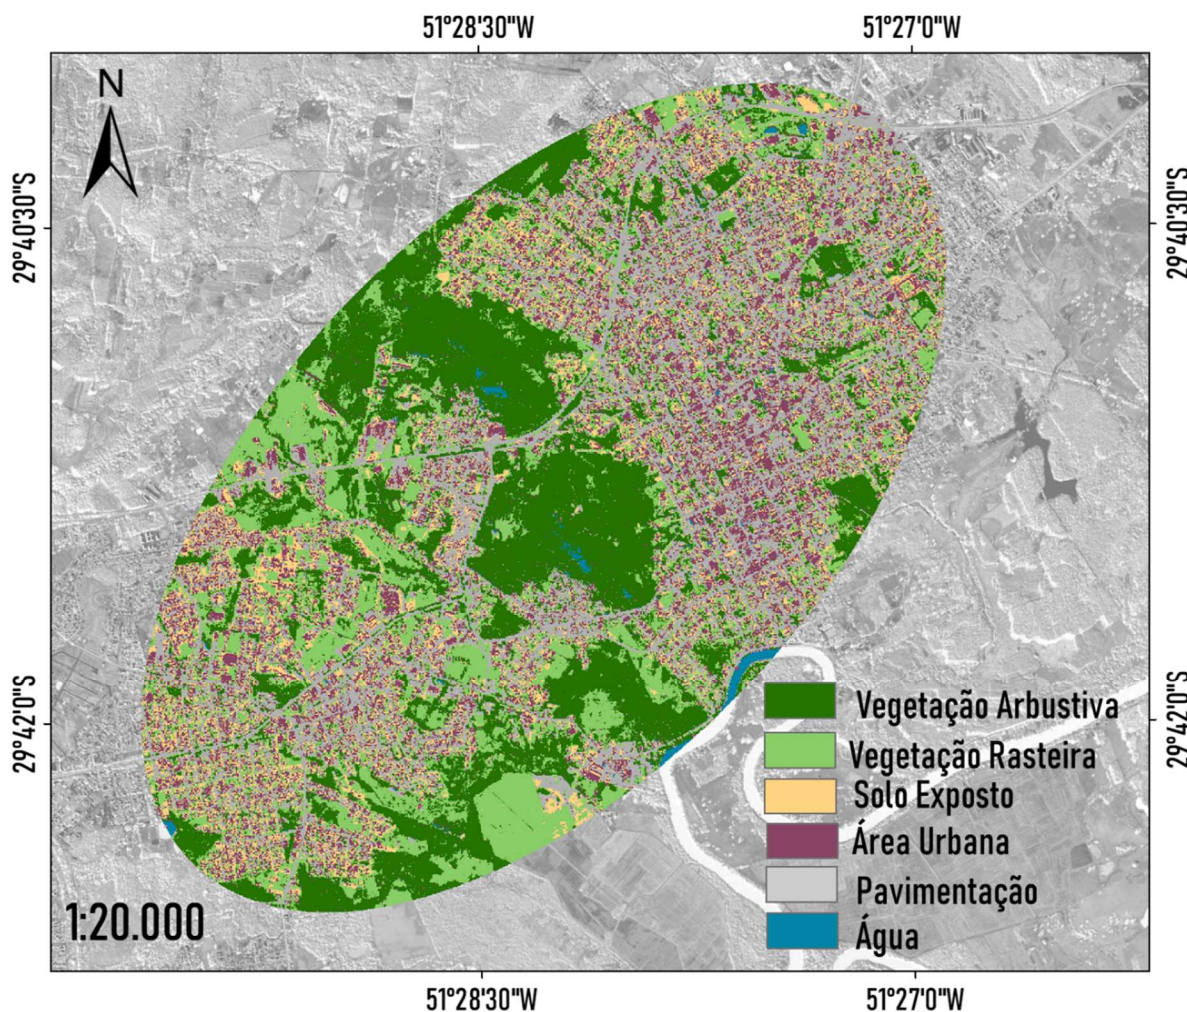 51°28'30"W
51°27'0"W
N
29°40'30"S
29°40'30"S
29°42'0"S
29°42'0"S
Vegetação Arbustiva
Vegetação Rasteira
Solo Exposto
Área Urbana
Pavimentação
Água
1:20.000
51°28'30"W
51°27'0"W